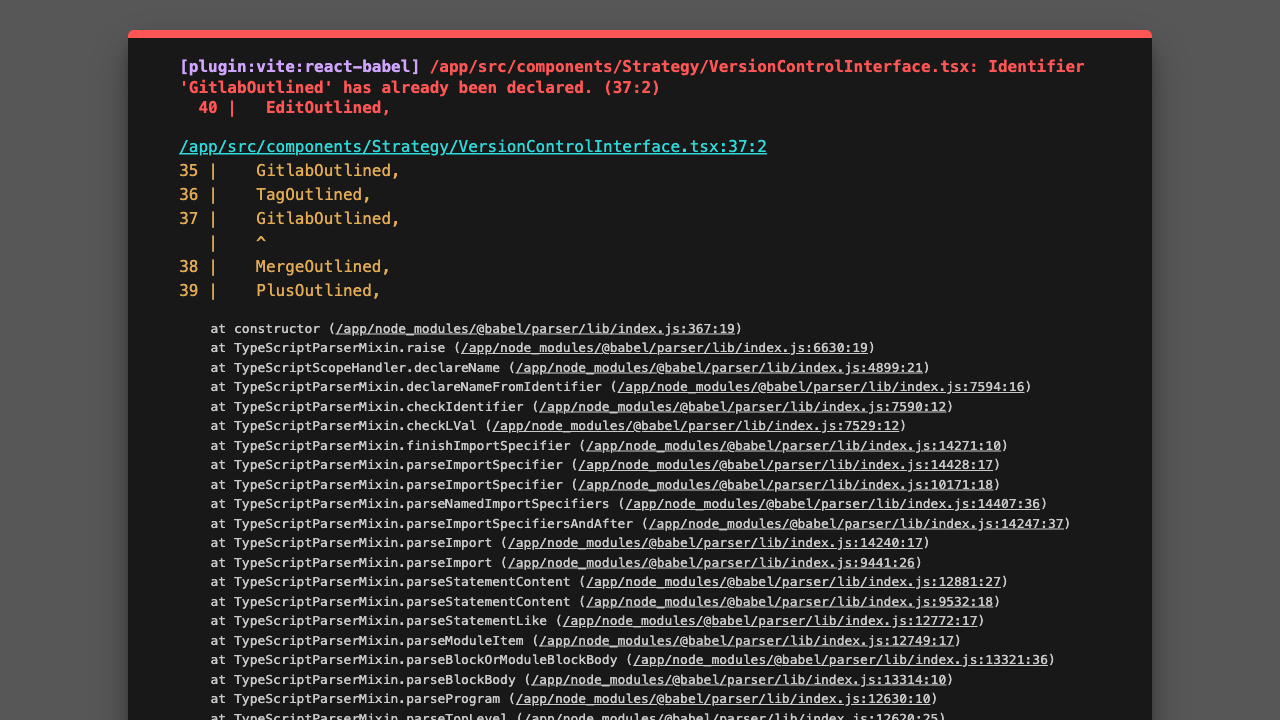 [plugin:vite:react-babel] /app/src/components/Strategy/VersionControlInterface.tsx: Identifier
'GitlabOutlined' has already been declared. (37:2)
  40 |   EditOutlined,
/app/src/components/Strategy/VersionControlInterface.tsx:37:2
35 |    GitlabOutlined,
36 |    TagOutlined,
37 |    GitlabOutlined,
   |    ^
38 |    MergeOutlined,
39 |    PlusOutlined,
    at constructor (/app/node_modules/@babel/parser/lib/index.js:367:19)
    at TypeScriptParserMixin.raise (/app/node_modules/@babel/parser/lib/index.js:6630:19)
    at TypeScriptScopeHandler.declareName (/app/node_modules/@babel/parser/lib/index.js:4899:21)
    at TypeScriptParserMixin.declareNameFromIdentifier (/app/node_modules/@babel/parser/lib/index.js:7594:16)
    at TypeScriptParserMixin.checkIdentifier (/app/node_modules/@babel/parser/lib/index.js:7590:12)
    at TypeScriptParserMixin.checkLVal (/app/node_modules/@babel/parser/lib/index.js:7529:12)
    at TypeScriptParserMixin.finishImportSpecifier (/app/node_modules/@babel/parser/lib/index.js:14271:10)
    at TypeScriptParserMixin.parseImportSpecifier (/app/node_modules/@babel/parser/lib/index.js:14428:17)
    at TypeScriptParserMixin.parseImportSpecifier (/app/node_modules/@babel/parser/lib/index.js:10171:18)
    at TypeScriptParserMixin.parseNamedImportSpecifiers (/app/node_modules/@babel/parser/lib/index.js:14407:36)
    at TypeScriptParserMixin.parseImportSpecifiersAndAfter (/app/node_modules/@babel/parser/lib/index.js:14247:37)
    at TypeScriptParserMixin.parseImport (/app/node_modules/@babel/parser/lib/index.js:14240:17)
    at TypeScriptParserMixin.parseImport (/app/node_modules/@babel/parser/lib/index.js:9441:26)
    at TypeScriptParserMixin.parseStatementContent (/app/node_modules/@babel/parser/lib/index.js:12881:27)
    at TypeScriptParserMixin.parseStatementContent (/app/node_modules/@babel/parser/lib/index.js:9532:18)
    at TypeScriptParserMixin.parseStatementLike (/app/node_modules/@babel/parser/lib/index.js:12772:17)
    at TypeScriptParserMixin.parseModuleItem (/app/node_modules/@babel/parser/lib/index.js:12749:17)
    at TypeScriptParserMixin.parseBlockOrModuleBlockBody (/app/node_modules/@babel/parser/lib/index.js:13321:36)
    at TypeScriptParserMixin.parseBlockBody (/app/node_modules/@babel/parser/lib/index.js:13314:10)
    at TypeScriptParserMixin.parseProgram (/app/node_modules/@babel/parser/lib/index.js:12630:10)
    at TypeScriptParserMixin.parseTopLevel (/app/node_modules/@babel/parser/lib/index.js:12620:25)